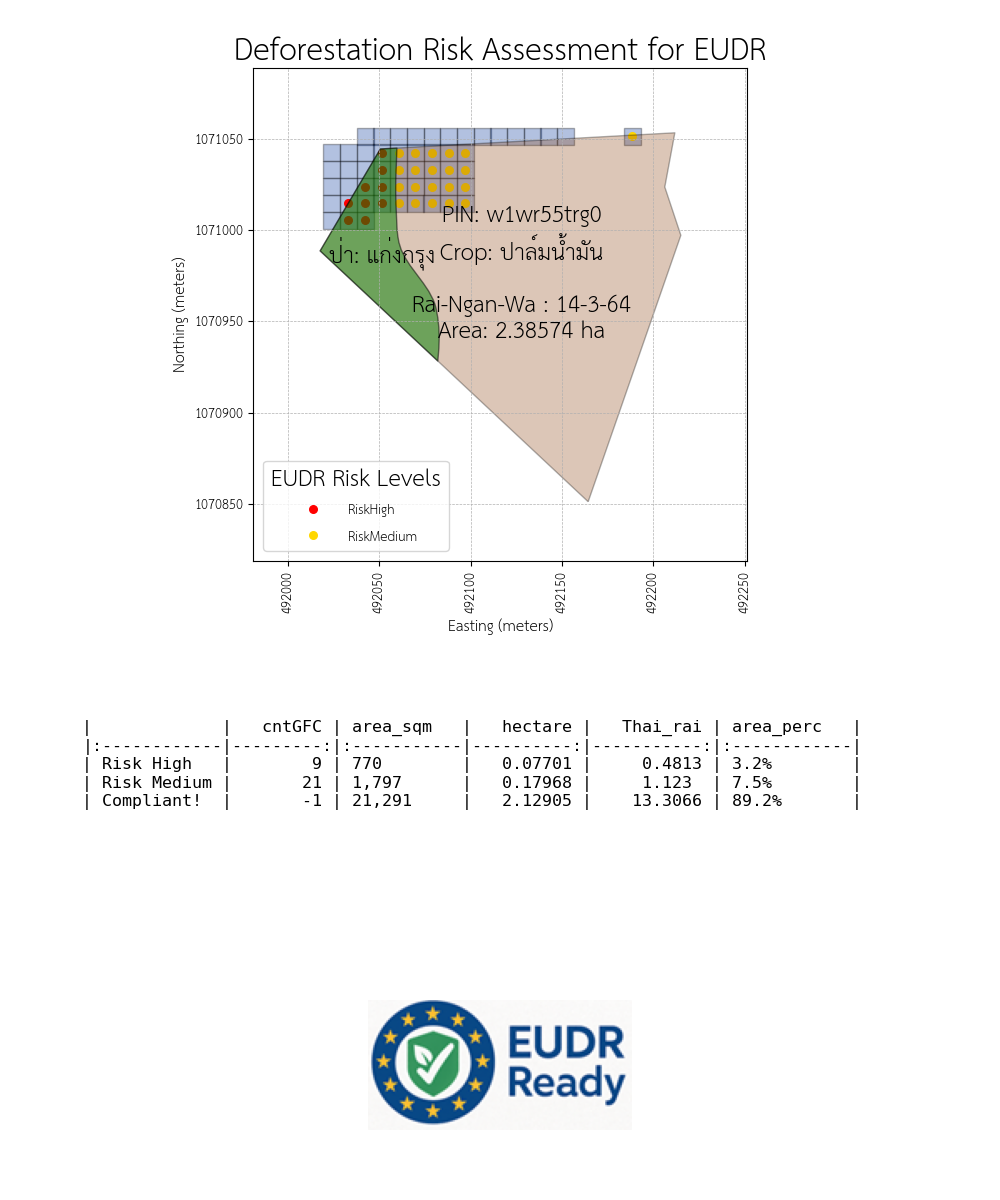 Deforestation Risk Assessment for EUDR
1071050
1071000
1070950
1070900
1070850
Northing (meters)
PIN: w1wr55trg0
ป่า: แก่งกรุง
Crop: ปาล์มน้ำมัน
Rai-Ngan-Wa : 14-3-64
Area: 2.38574 ha
EUDR Risk Levels
RiskHigh
RiskMedium
492000
492050
492100
492150
492200
492250
Easting (meters)
|             |   cntGFC | area_sqm   |   hectare |   Thai_rai | area_perc   |
|:------------|---------:|:-----------|----------:|-----------:|:------------|
| Risk High   |        9 | 770        |   0.07701 |     0.4813 | 3.2%        |
| Risk Medium |       21 | 1,797      |   0.17968 |     1.123  | 7.5%        |
| Compliant!  |       -1 | 21,291     |   2.12905 |    13.3066 | 89.2%       |
EUDR
Ready